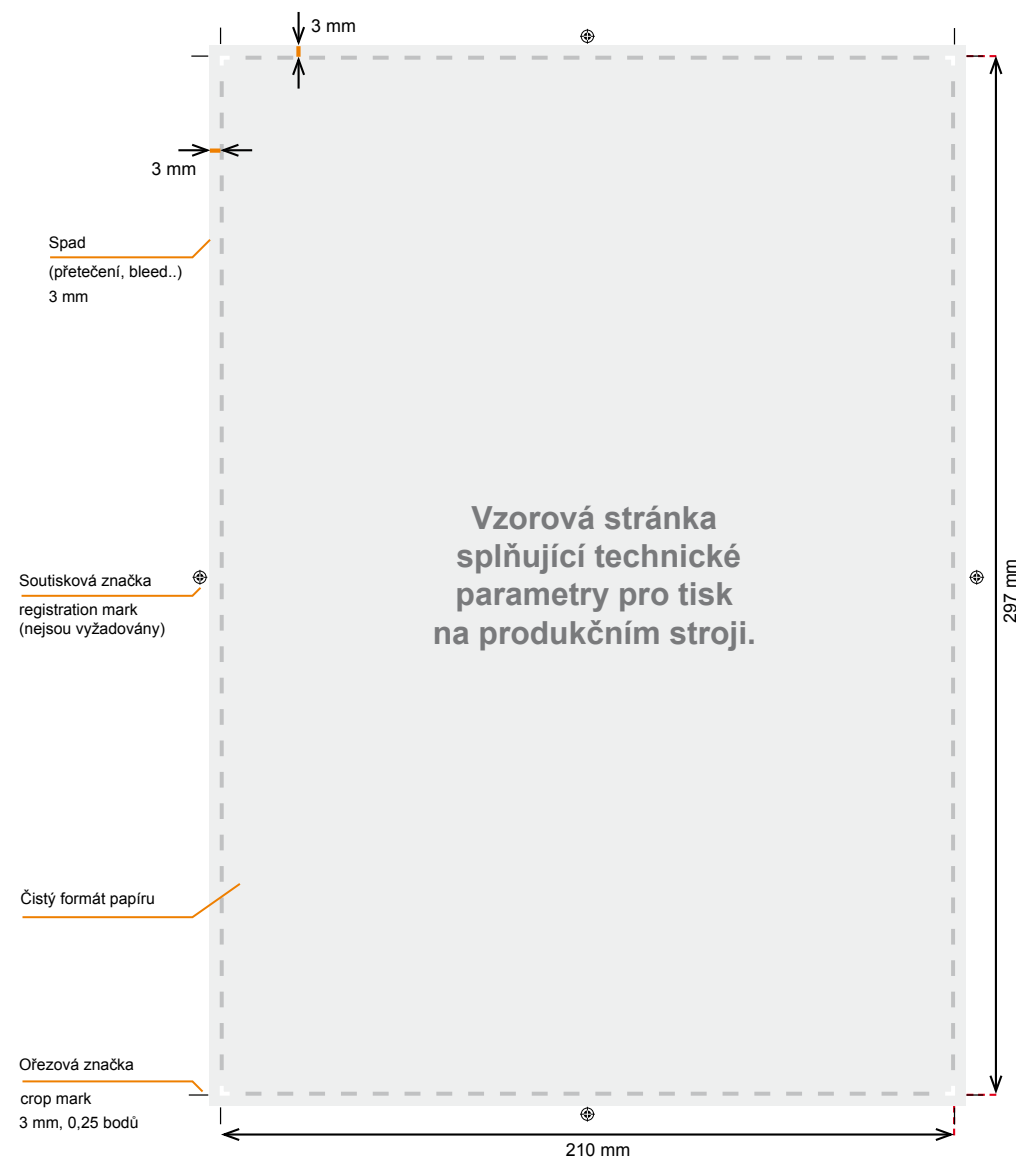 3 mm
3 mm
Spad
(přetečení, bleed..)
3 mm
Vzorová stránka
splňující technické
parametry pro tisk
na produkčním stroji.
Soutisková značka
registration mark
(nejsou vyžadovány)
297 mm
Čistý formát papíru
Ořezová značka
crop mark
3 mm, 0,25 bodů
210 mm